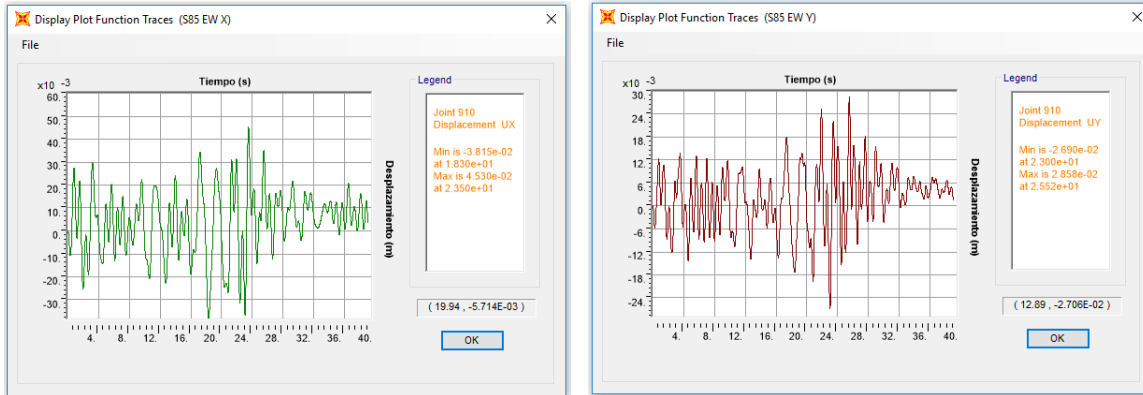 Display Plot Function Traces (S85 EW X)
File
x10 -3
Tiempo (s)
60.
50.
40.
30.
20.
10.
0.
-10.
-20.
-30.
4. 8. 12. 16. 20. 24. 28. 32. 36. 40.
Desplazamiento (m)
Legend
Joint 910
Displacement UX
Min is -3.815e-02
at 1.830e+01
Max is 4.530e-02
at 2.350e+01
( 19.94 , -5.714E-03 )
OK
Display Plot Function Traces (S85 EW Y)
File
x10 -3
Tiempo (s)
30.
24.
18.
12.
6.
0.
-6.
-12.
-18.
-24.
4. 8. 12. 16. 20. 24. 28. 32. 36. 40.
Desplazamiento (m)
Legend
Joint 910
Displacement UY
Min is -2.690e-02
at 2.300e+01
Max is 2.858e-02
at 2.552e+01
( 12.89 , -2.706E-02 )
OK